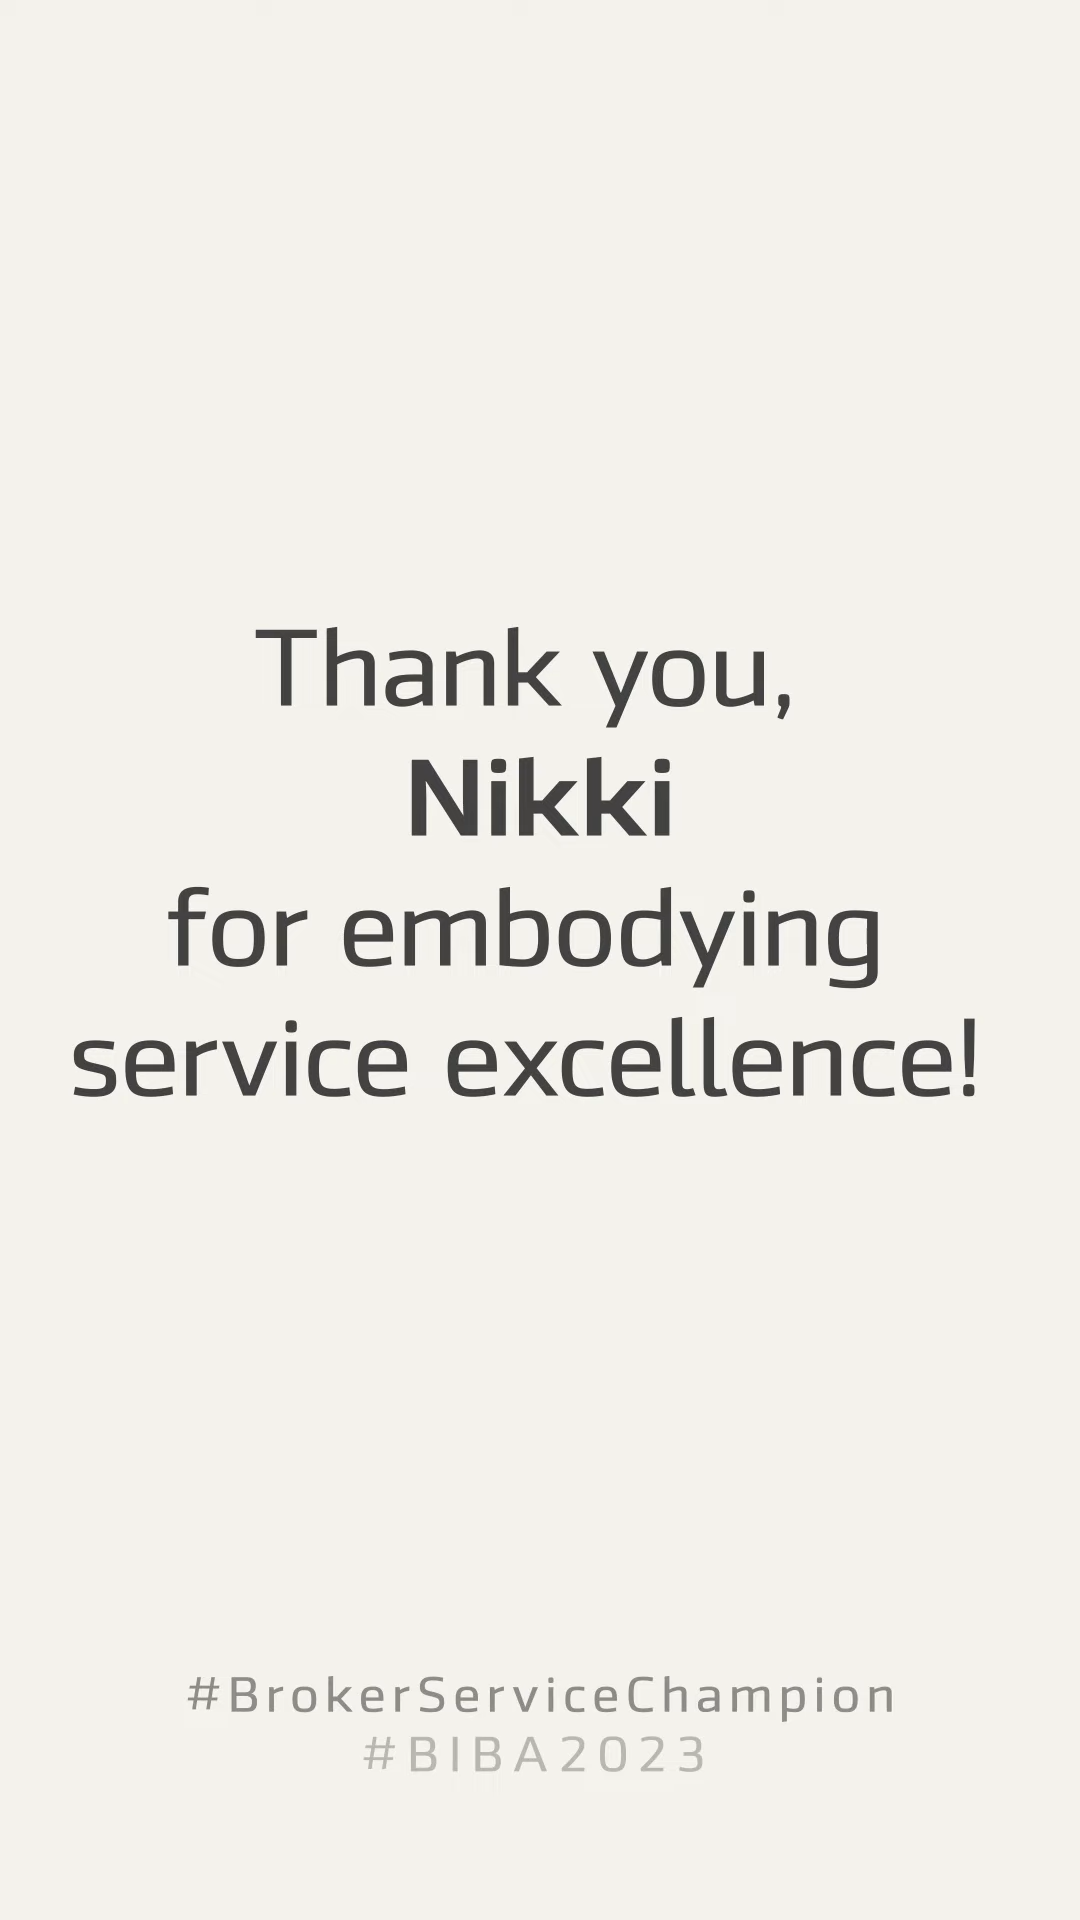 Thank you,
Nikki
for embodying
service excellence!
#BrokerServiceChampion
#BIBA2023